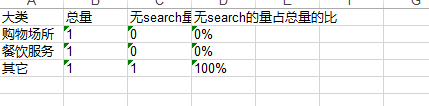 A B C D E F G
大类 总量 无search量 无search的量占总量的比
购物场所 1 0 0%
餐饮服务 1 0 0%
其它 1 1 100%